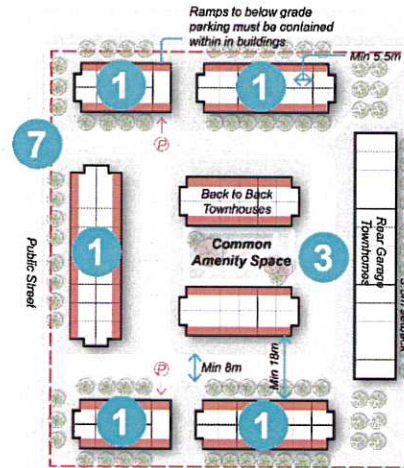 Ramps to below grade
parking must be contained
within in buildings
Min 5.5m
1
1
7
P
Back to Back
Townhouses
1
Common
Amenity Space
3
Rear Garage
Townhomes
Public Street
Min 8m
Min 18m
P
1
1